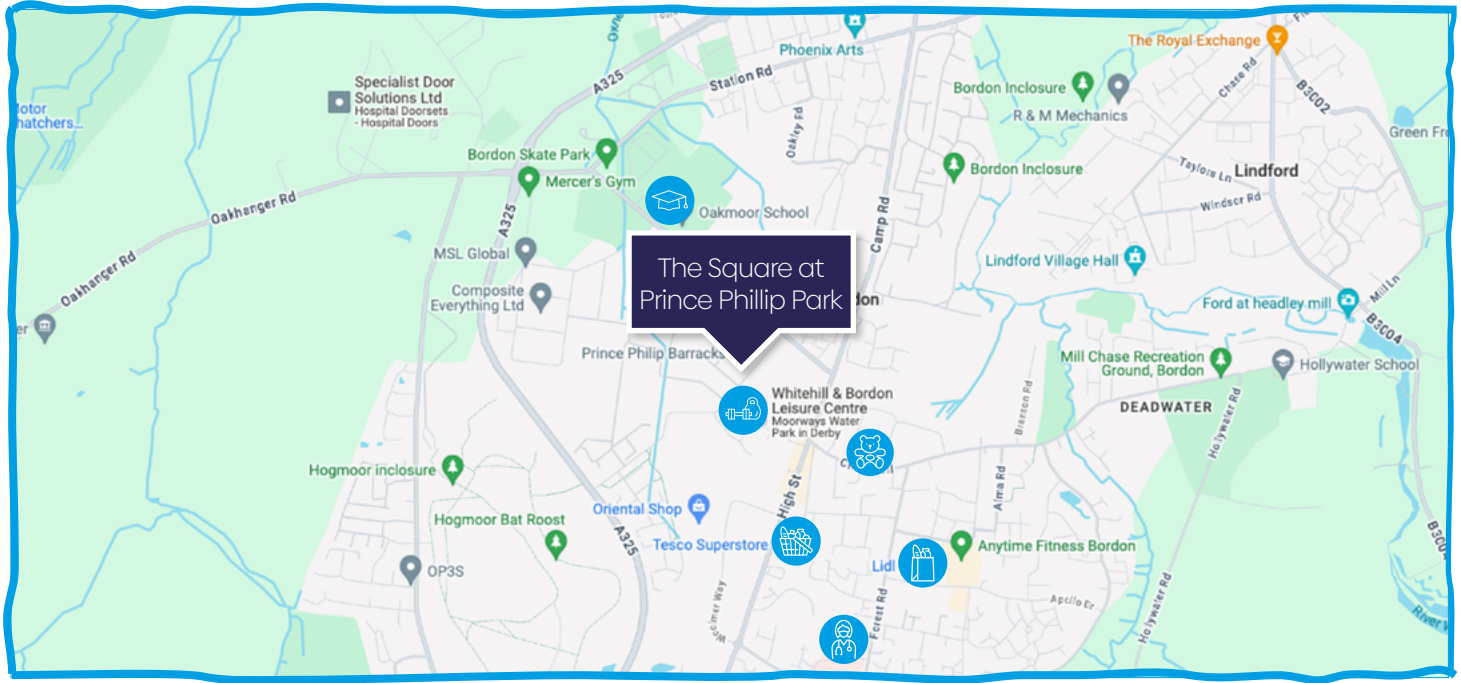 Phoenix Arts
The Royal Exchange
Chase Rd
B3002
A325
Station Rd
Specialist Door
Solutions Ltd
Hospital Doorsets
- Hospital Doors
Bordon Inclosure
R & M Mechanics
hatchers...
Oakley Rd
Bordon Skate Park
Mercer's Gym
Bordon Inclosure
Taylors Ln
Lindford
Windsor Rd
Oakhanger Rd
A325
Oakmoor School
Camp Rd
MSL Global
Lindford Village Hall
Oakhanger Rd
The Square at
Prince Phillip Park
Composite
Everything Ltd
Ford at headley mill
Mill Ln
B3004
Prince Philip Barracks
Mill Chase Recreation
Ground, Bordon
Hollywater School
Whitehill & Bordon
Leisure Centre
Moorways Water
Park in Derby
Branson Rd
DEADWATER
Hollywater Rd
Hogmoor inclosure
High St
Alma Rd
Oriental Shop
Hogmoor Bat Roost
A325
Tesco Superstore
Anytime Fitness Bordon
B3004
Lidl
OP3S
Forest Rd
Apollo Dr
Hollywater Rd
River